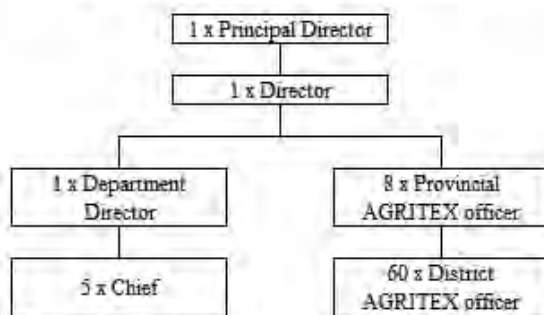 1 x Principal Director
1 x Director
1 x Department
Director
8 x Provincial
AGRITEX officer
5 x Chief
60 x District
AGRITEX officer